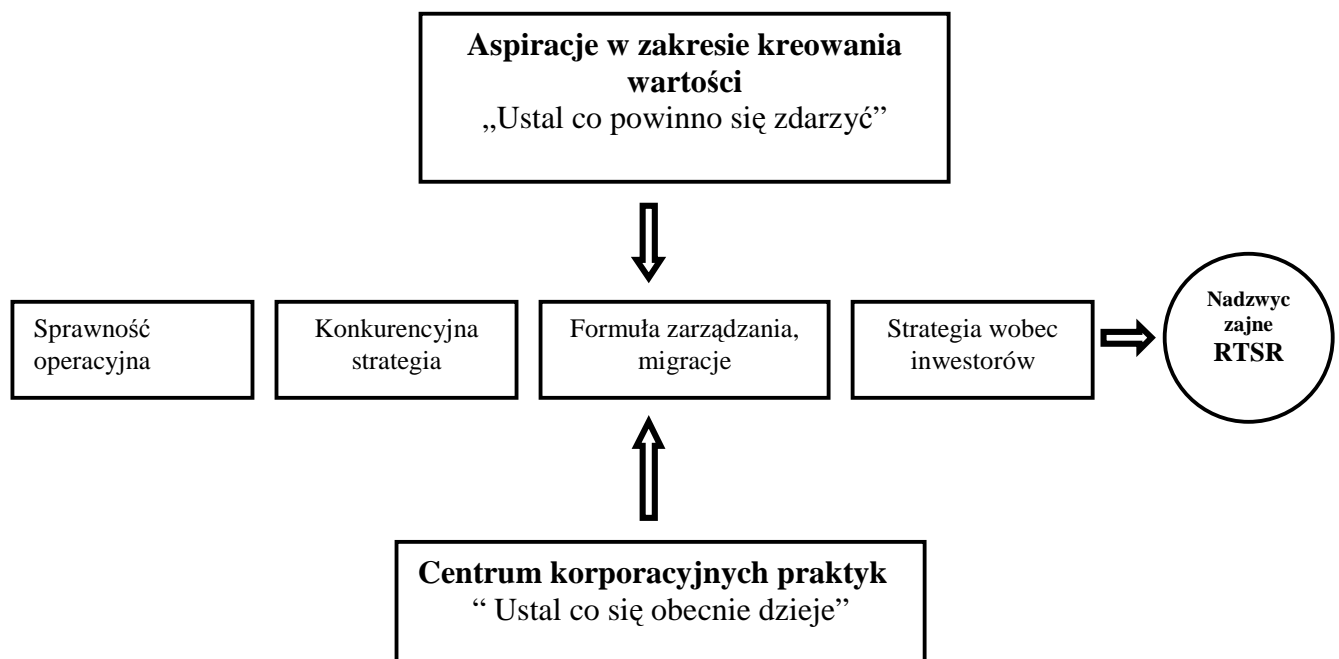 Aspiracje w zakresie kreowania
wartości
„Ustal co powinno się zdarzyć”
Sprawność
operacyjna
Konkurencyjna
strategia
Formuła zarządzania,
migracje
Strategia wobec
inwestorów
Nadzwyc
zajne
RTSR
Centrum korporacyjnych praktyk
“ Ustal co się obecnie dzieje”